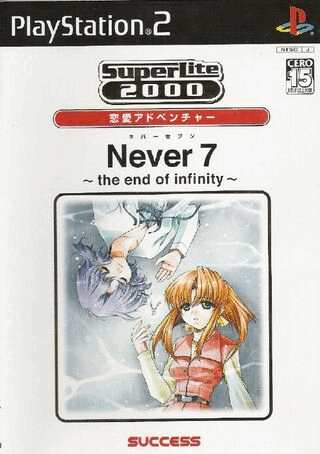 PlayStation®2
NTSC J
SuperLite
2000
CERO
15
恋愛アドベンチャー
ネバーセブン
Never 7
～the end of infinity～
SUCCESS